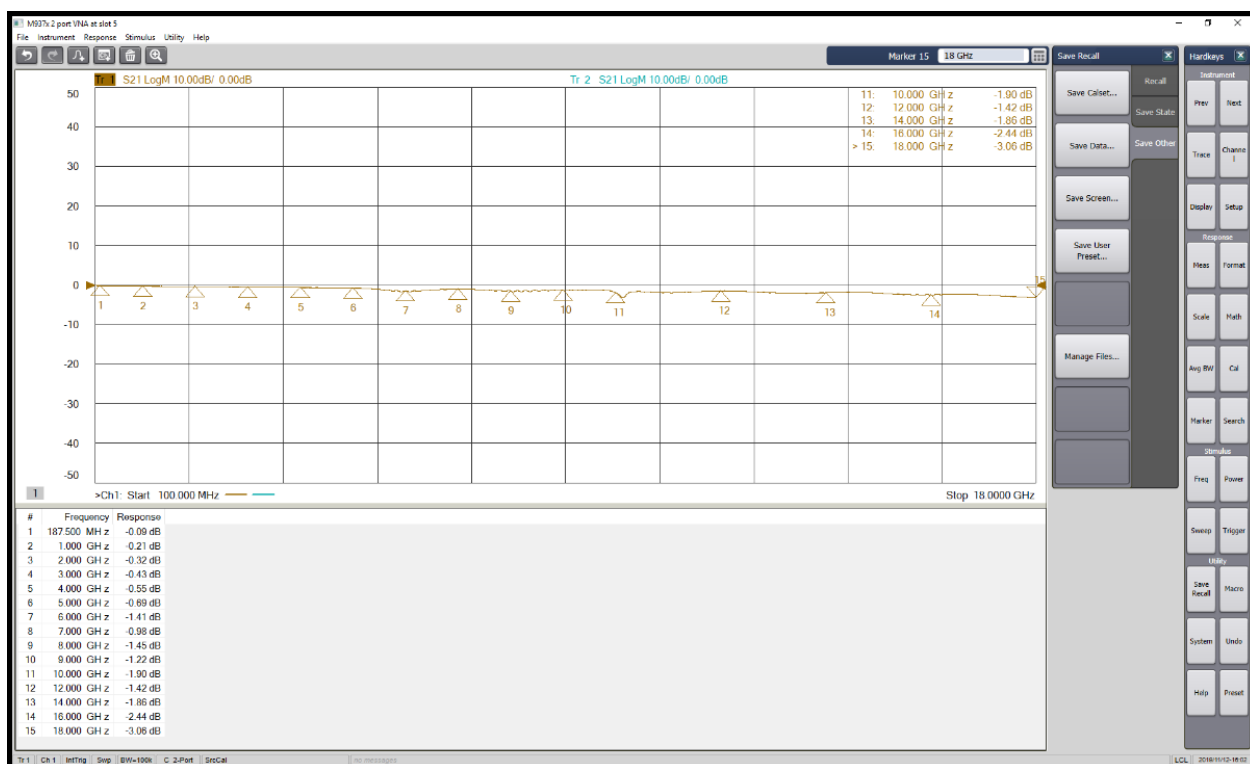 M937x 2 port VNA at slot 5
File Instrument Response Stimulus Utility Help
Marker 15 18 GHz
Tr 1 S21 LogM 10.00dB/ 0.00dB
Tr 2 S21 LogM 10.00dB/ 0.00dB
11: 10.000 GHz -1.90 dB
12: 12.000 GHz -1.42 dB
13: 14.000 GHz -1.86 dB
14: 16.000 GHz -2.44 dB
> 15: 18.000 GHz -3.06 dB
50
40
30
20
10
0
-10
-20
-30
-40
-50
1 2 3 4 5 6 7 8 9 10 11 12 13 14 15
1 >Ch1: Start 100.000 MHz
Stop 18.0000 GHz
# Frequency Response
1 187.500 MHz -0.09 dB
2 1.000 GHz -0.21 dB
3 2.000 GHz -0.32 dB
4 3.000 GHz -0.43 dB
5 4.000 GHz -0.55 dB
6 5.000 GHz -0.69 dB
7 6.000 GHz -1.41 dB
8 7.000 GHz -0.98 dB
9 8.000 GHz -1.45 dB
10 9.000 GHz -1.22 dB
11 10.000 GHz -1.90 dB
12 12.000 GHz -1.42 dB
13 14.000 GHz -1.86 dB
14 16.000 GHz -2.44 dB
15 18.000 GHz -3.06 dB
Save Recall
Save Calset...
Save Data...
Save Screen...
Save User
Preset...
Manage Files...
Recall
Save State
Save Other
Hardkeys
Instrument
Prev Next
Trace Channe
l
Display Setup
Response
Meas Format
Scale Math
Avg BW Cal
Marker Search
Stimulus
Freq Power
Sweep Trigger
Utility
Save
Recall Macro
System Undo
Help Preset
Tr 1 Ch 1 IntTrig Swp BW=100k C 2-Port SrcCal no messages LCL